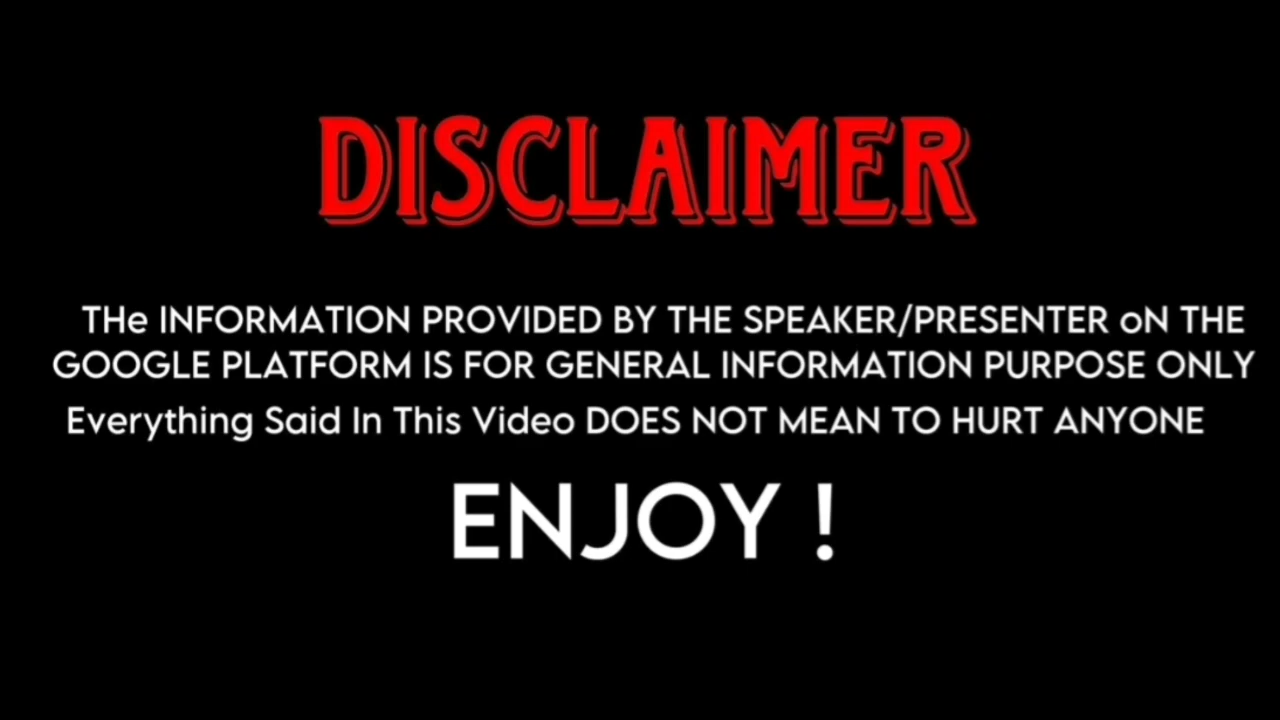 DISCLAIMER
THe INFORMATION PROVIDED BY THE SPEAKER/PRESENTER oN THE
GOOGLE PLATFORM IS FOR GENERAL INFORMATION PURPOSE ONLY
Everything Said In This Video DOES NOT MEAN TO HURT ANYONE
ENJOY !